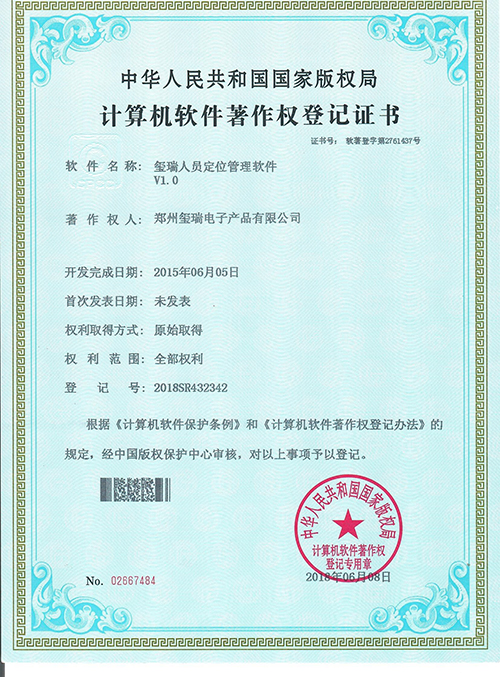 中华人民共和国国家版权局
计算机软件著作权登记证书
证书号: 软著登字第2761437号
软件名称: 玺瑞人员定位管理软件
V1.0
著作权人: 郑州玺瑞电子产品有限公司
开发完成日期: 2015年06月05日
首次发表日期: 未发表
权利取得方式: 原始取得
权利范围: 全部权利
登记号: 2018SR432342
根据《计算机软件保护条例》和《计算机软件著作权登记办法》的
规定，经中国版权保护中心审核，对以上事项予以登记。
中华人民共和国国家版权局
计算机软件著作权
登记专用章
2018年06月08日
No. 02667484